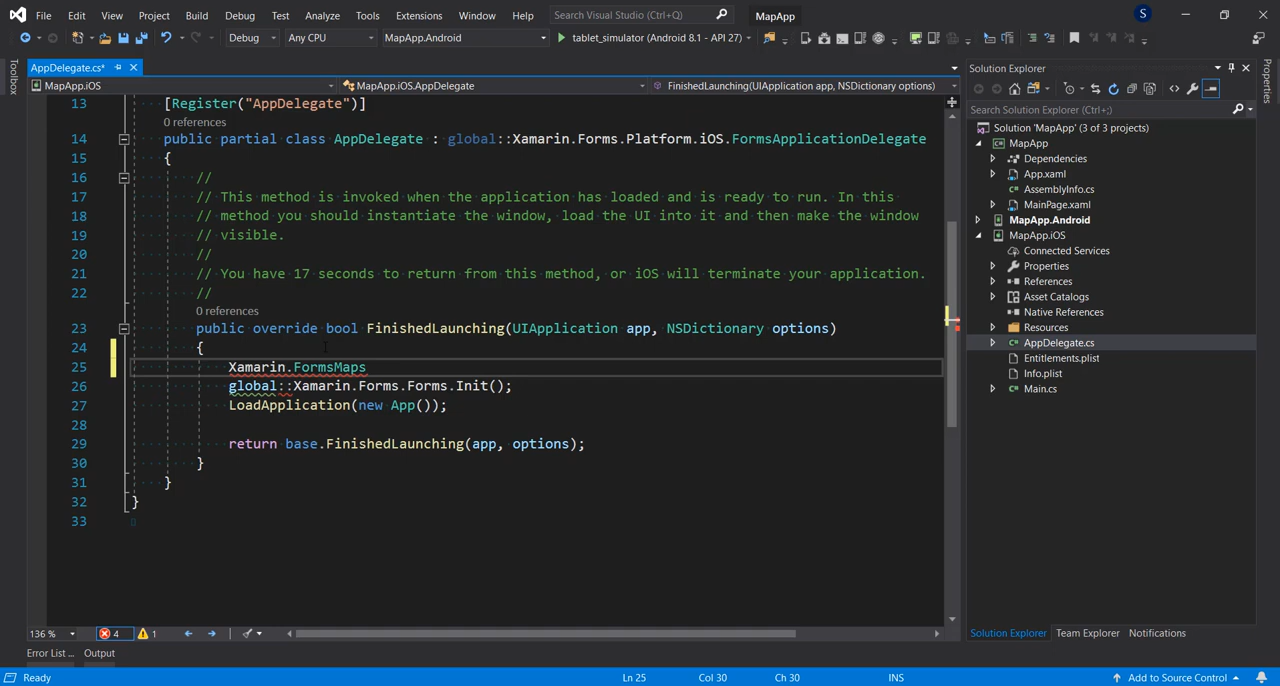 File Edit View Project Build Debug Test Analyze Tools Extensions Window Help Search Visual Studio (Ctrl+Q) MapApp S
Debug Any CPU MapApp.Android tablet_simulator (Android 8.1 - API 27)
Toolbox
AppDelegate.cs*
MapApp.iOS MapApp.iOS.AppDelegate FinishedLaunching(UIApplication app, NSDictionary options)
13 [Register("AppDelegate")]
0 references
14 public partial class AppDelegate : global::Xamarin.Forms.Platform.iOS.FormsApplicationDelegate
15 {
16 //
17 // This method is invoked when the application has loaded and is ready to run. In this
18 // method you should instantiate the window, load the UI into it and then make the window
19 // visible.
20 //
21 // You have 17 seconds to return from this method, or iOS will terminate your application.
22 //
0 references
23 public override bool FinishedLaunching(UIApplication app, NSDictionary options)
24 {
25 Xamarin.FormsMaps
26 global::Xamarin.Forms.Forms.Init();
27 LoadApplication(new App());
28
29 return base.FinishedLaunching(app, options);
30 }
31 }
32 }
33
136 % 4 1
Error List ... Output
Solution Explorer
Search Solution Explorer (Ctrl+;)
Solution 'MapApp' (3 of 3 projects)
MapApp
Dependencies
App.xaml
AssemblyInfo.cs
MainPage.xaml
MapApp.Android
MapApp.iOS
Connected Services
Properties
References
Asset Catalogs
Native References
Resources
AppDelegate.cs
Entitlements.plist
Info.plist
Main.cs
Solution Explorer Team Explorer Notifications
Properties
Ready Ln 25 Col 30 Ch 30 INS Add to Source Control